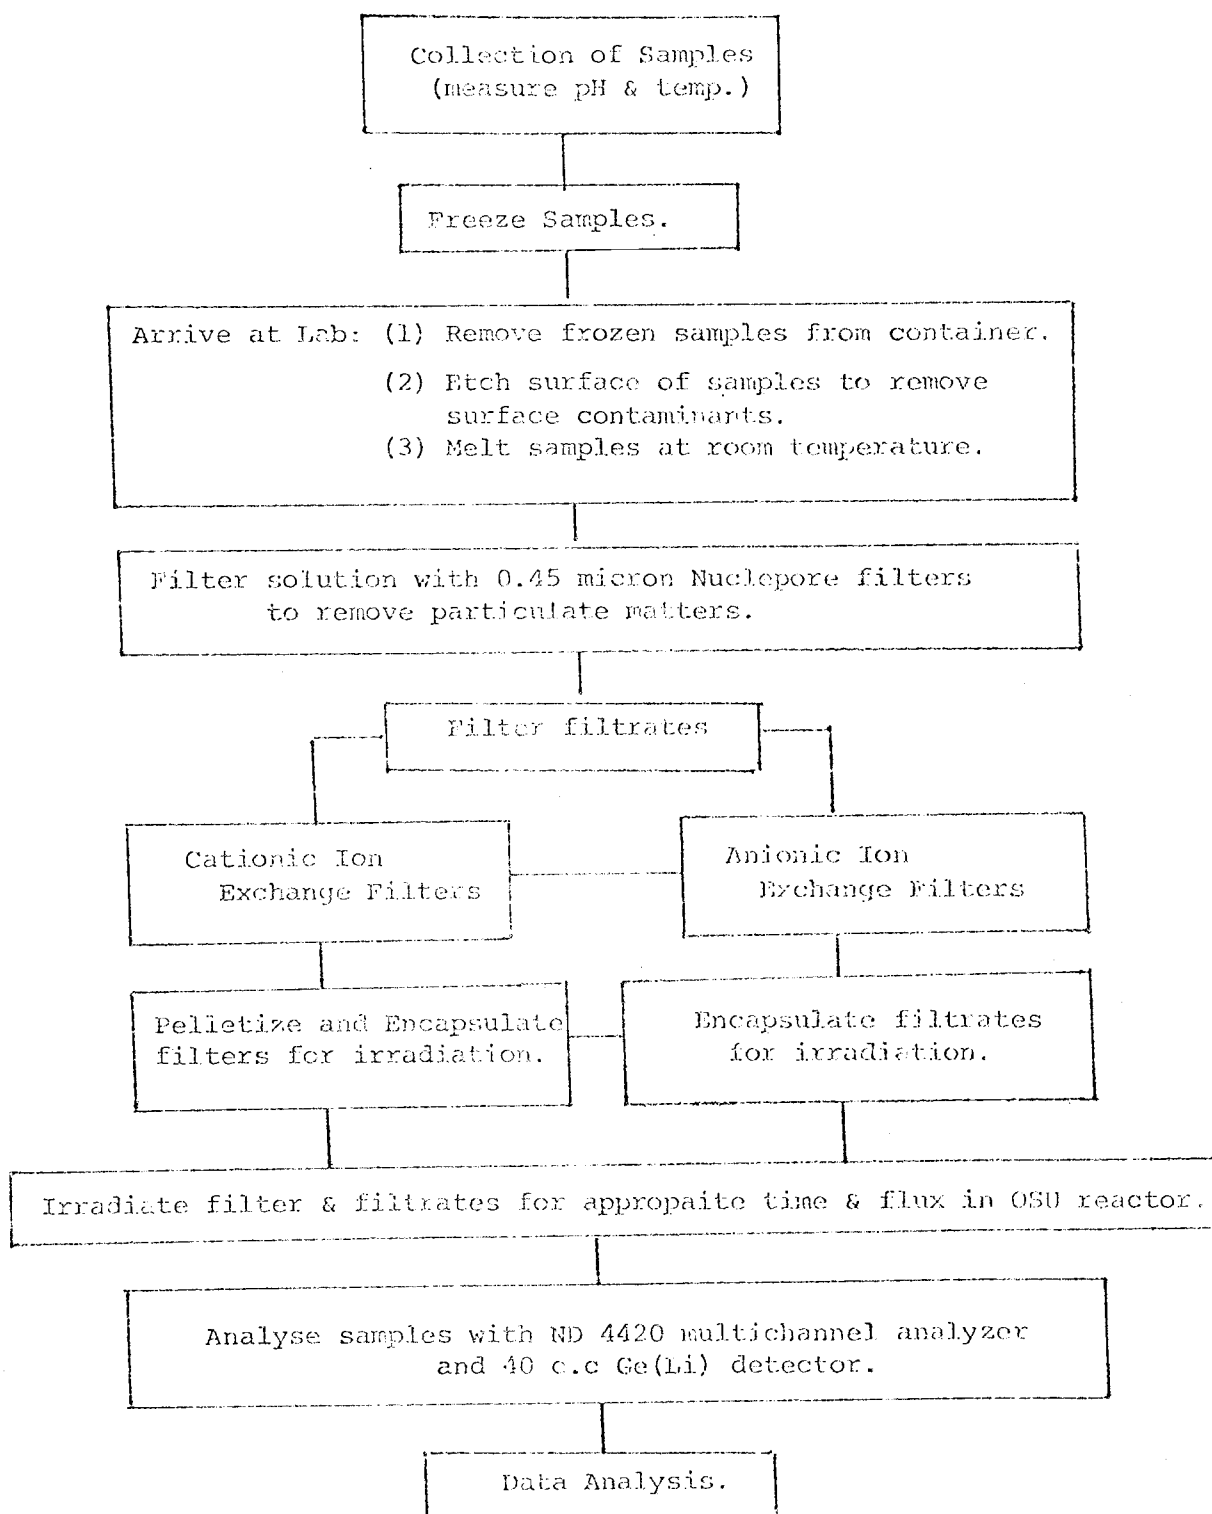 Collection of Samples
(measure pH & temp.)
Freeze Samples.
Arrive at Lab: (1) Remove frozen samples from container.
(2) Etch surface of samples to remove
surface contaminants.
(3) Melt samples at room temperature.
Filter solution with 0.45 micron Nuclepore filters
to remove particulate matters.
Filter filtrates
Cationic Ion
Exchange Filters
Anionic Ion
Exchange Filters
Pelletize and Encapsulate
filters for irradiation.
Encapsulate filtrates
for irradiation.
Irradiate filter & filtrates for appropaite time & flux in OSU reactor.
Analyse samples with ND 4420 multichannel analyzer
and 40 c.c Ge(Li) detector.
Data Analysis.